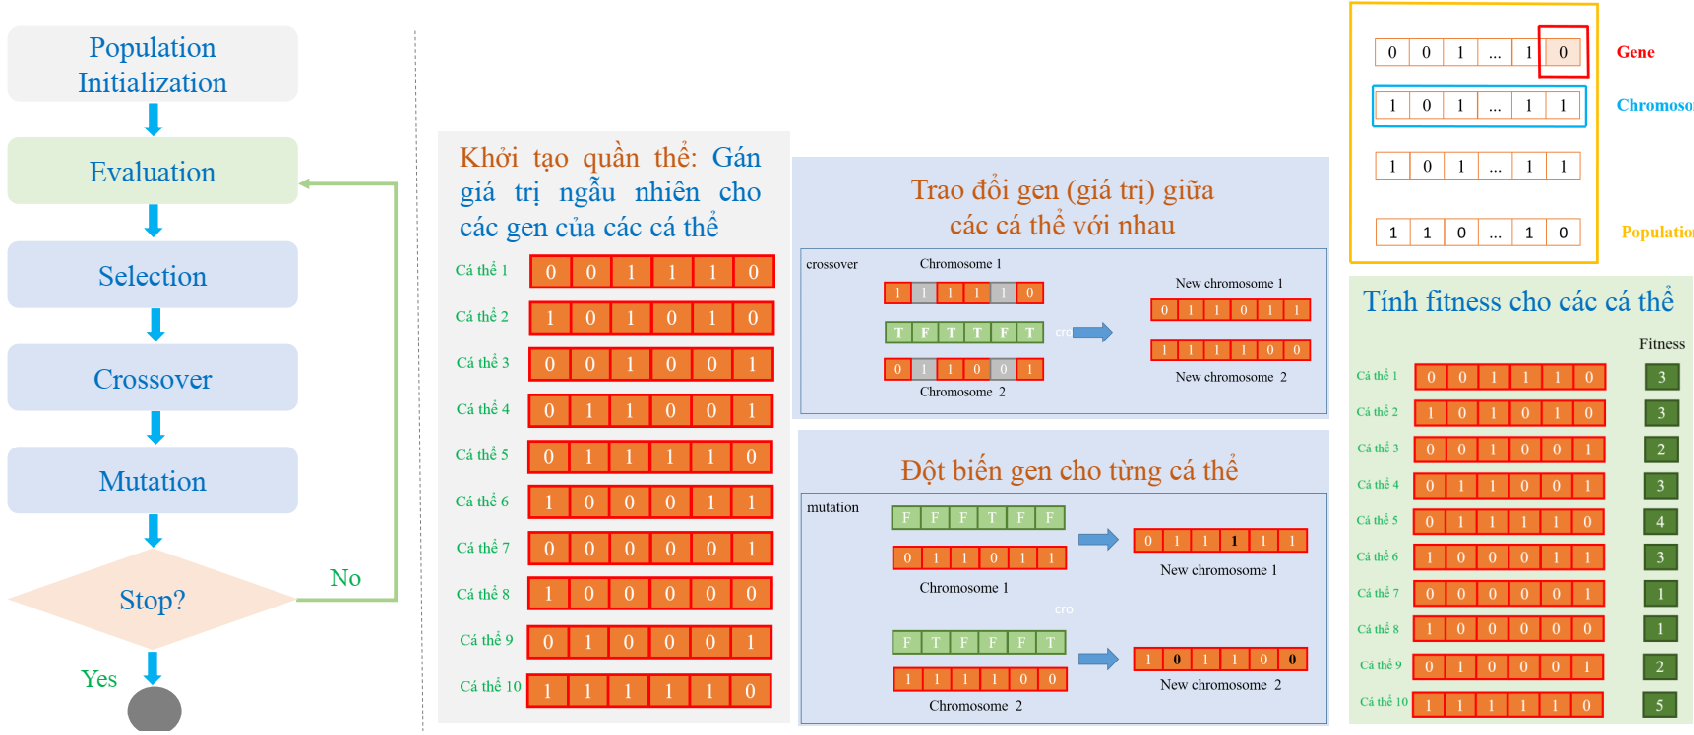 Population
Initialization
Evaluation
Selection
Crossover
Mutation
Stop?
No
Yes
Khởi tạo quần thể: Gán
giá trị ngẫu nhiên cho
các gen của các cá thể
Cá thể 1 0 0 1 1 1 0
Cá thể 2 1 0 1 0 1 0
Cá thể 3 0 0 1 0 0 1
Cá thể 4 0 1 1 0 0 1
Cá thể 5 0 1 1 1 1 0
Cá thể 6 1 0 0 0 1 1
Cá thể 7 0 0 0 0 0 1
Cá thể 8 1 0 0 0 0 0
Cá thể 9 0 1 0 0 0 1
Cá thể 10 1 1 1 1 1 0
Trao đổi gen (giá trị) giữa
các cá thể với nhau
crossover
Chromosome 1
1 1 1 1 1 0
T F T T F T
0 1 1 0 0 1
Chromosome 2
cro
New chromosome 1
0 1 1 0 1 1
1 1 1 1 0 0
New chromosome 2
Đột biến gen cho từng cá thể
mutation
F F F T F F
0 1 1 0 1 1
Chromosome 1
0 1 1 1 1 1
New chromosome 1
cro
F T F F F T
1 1 1 1 0 0
Chromosome 2
1 0 1 1 0 0
New chromosome 2
0 0 1 ... 1 0
Gene
1 0 1 ... 1 1
Chromoso
1 0 1 ... 1 1
1 1 0 ... 1 0
Population
Tính fitness cho các cá thể
Fitness
Cá thể 1 0 0 1 1 1 0 3
Cá thể 2 1 0 1 0 1 0 3
Cá thể 3 0 0 1 0 0 1 2
Cá thể 4 0 1 1 0 0 1 3
Cá thể 5 0 1 1 1 1 0 4
Cá thể 6 1 0 0 0 1 1 3
Cá thể 7 0 0 0 0 0 1 1
Cá thể 8 1 0 0 0 0 0 1
Cá thể 9 0 1 0 0 0 1 2
Cá thể 10 1 1 1 1 1 0 5